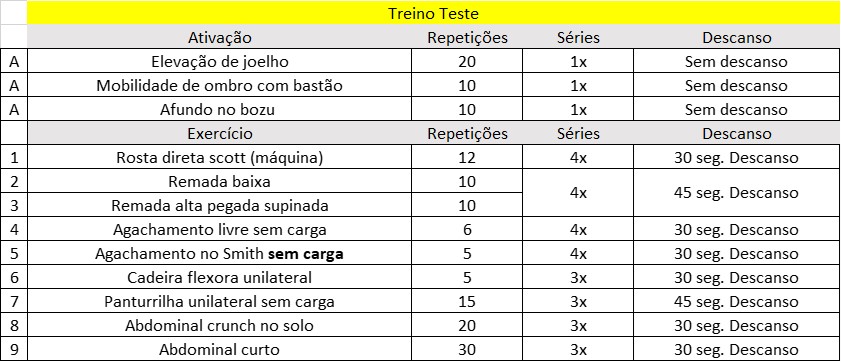 Treino Teste
Ativação Repetições Séries Descanso
A Elevação de joelho 20 1x Sem descanso
A Mobilidade de ombro com bastão 10 1x Sem descanso
A Afundo no bozu 10 1x Sem descanso
Exercício Repetições Séries Descanso
1 Rosta direta scott (máquina) 12 4x 30 seg. Descanso
2 Remada baixa 10 4x 45 seg. Descanso
3 Remada alta pegada supinada 10
4 Agachamento livre sem carga 6 4x 30 seg. Descanso
5 Agachamento no Smith sem carga 5 4x 30 seg. Descanso
6 Cadeira flexora unilateral 5 3x 30 seg. Descanso
7 Panturrilha unilateral sem carga 15 3x 45 seg. Descanso
8 Abdominal crunch no solo 20 3x 30 seg. Descanso
9 Abdominal curto 30 3x 30 seg. Descanso